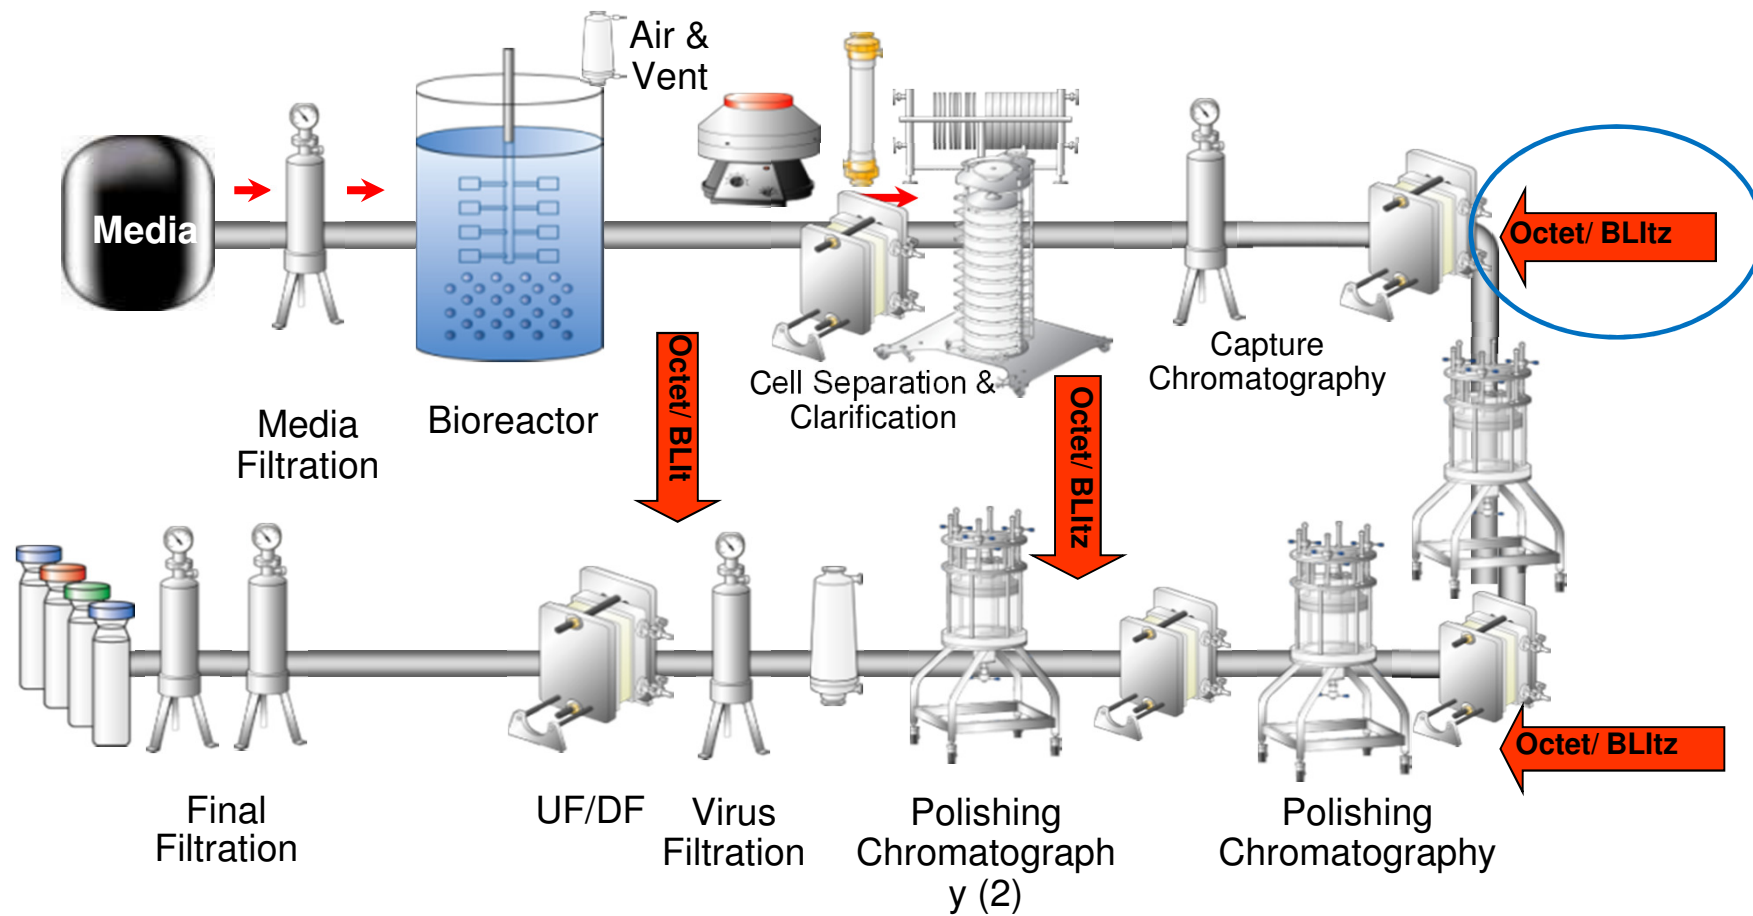 Air &
Vent
Media
Octet/ BLItz
Capture
Chromatography
Cell Separation &
Clarification
Bioreactor
Media
Filtration
Octet/ BLIt
Octet/ BLItz
Octet/ BLItz
Final
Filtration
UF/DF
Virus
Filtration
Polishing
Chromatograph
y (2)
Polishing
Chromatography